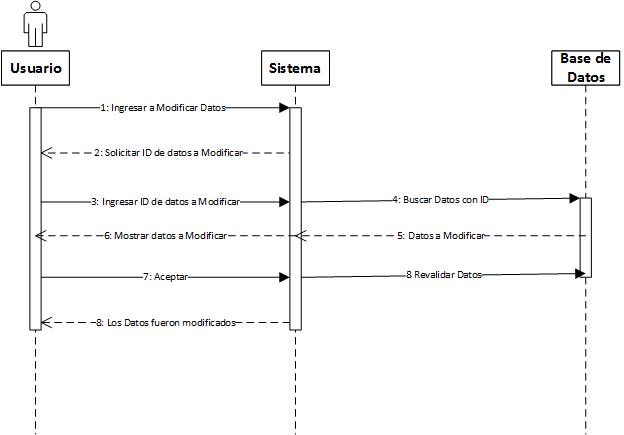 Usuario
Sistema
Base de
Datos
1: Ingresar a Modificar Datos
2: Solicitar ID de datos a Modificar
3: Ingresar ID de datos a Modificar
4: Buscar Datos con ID
6: Mostrar datos a Modificar
5: Datos a Modificar
7: Aceptar
8 Revalidar Datos
8: Los Datos fueron modificados